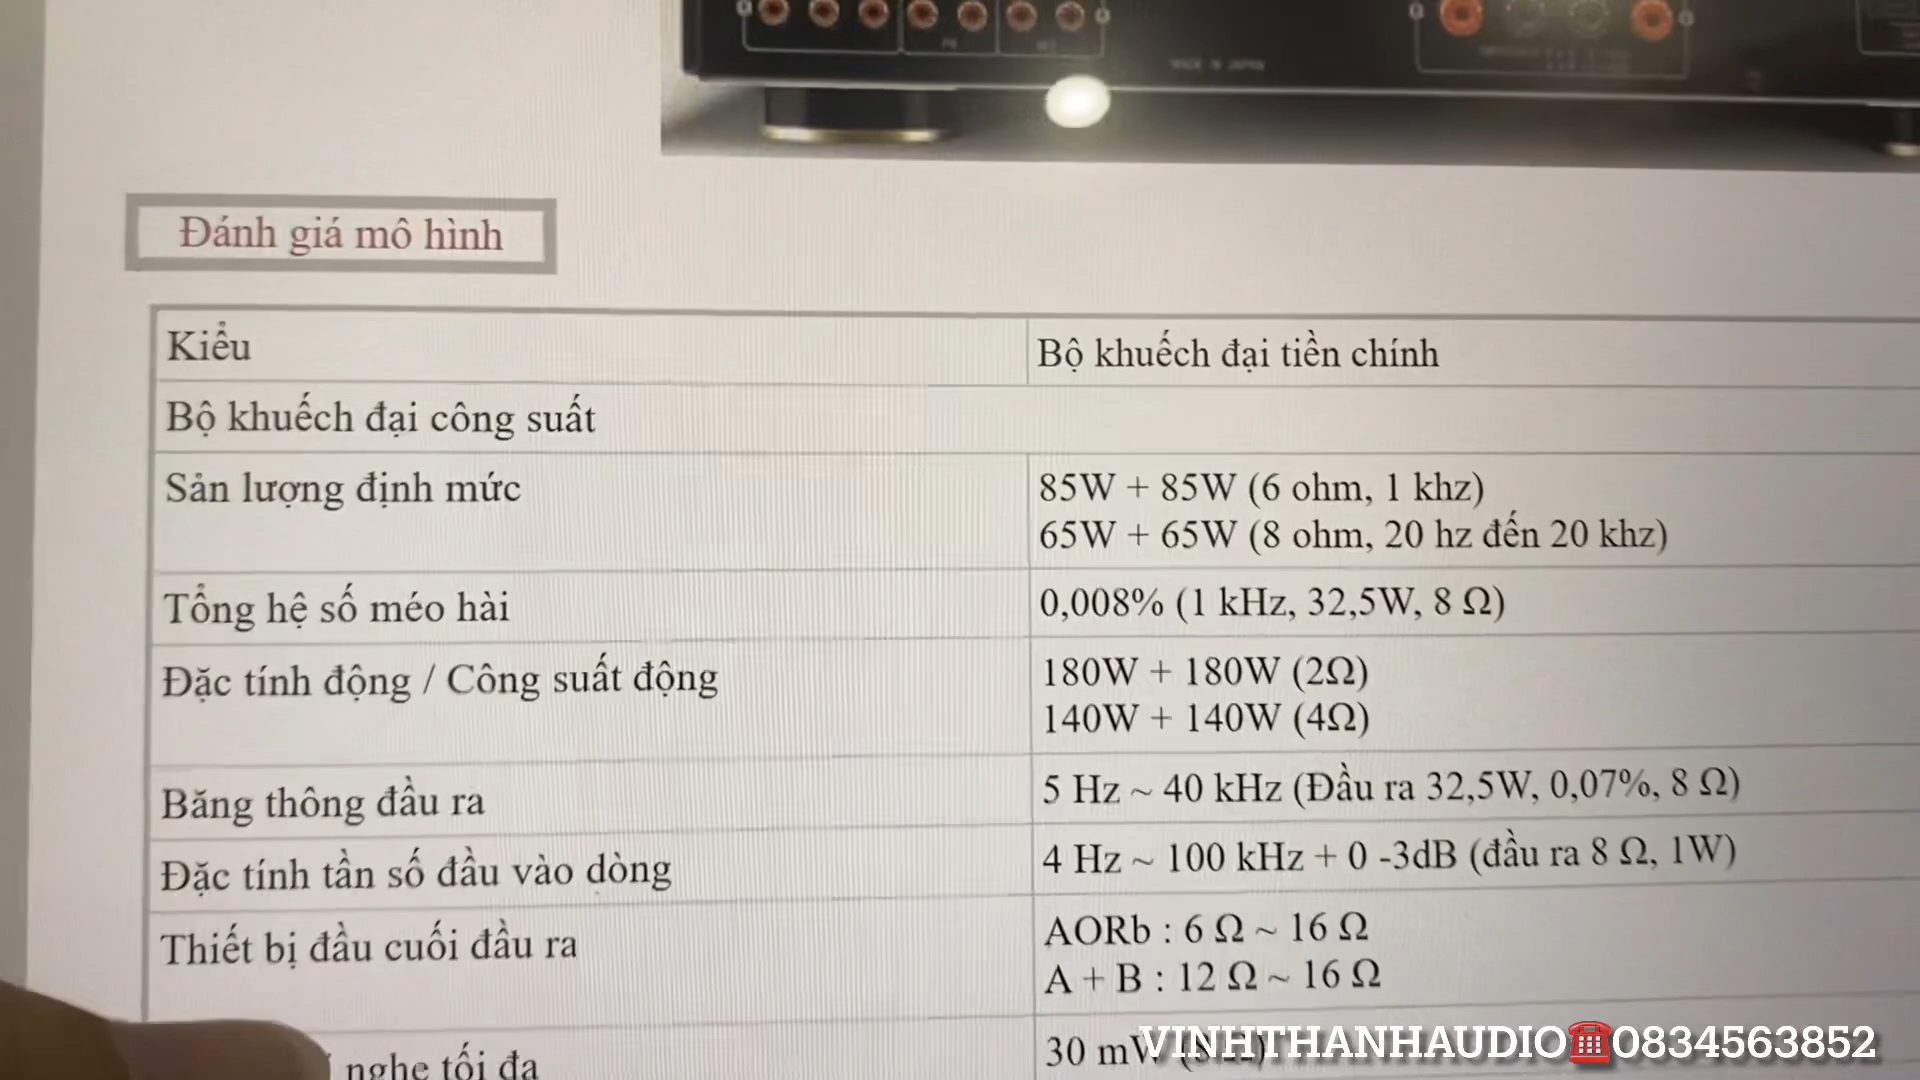 MADE IN JAPAN
Đánh giá mô hình
Kiểu
Bộ khuếch đại tiền chính
Bộ khuếch đại công suất
Sản lượng định mức
85W + 85W (6 ohm, 1 khz)
65W + 65W (8 ohm, 20 hz đến 20 khz)
Tổng hệ số méo hài
0,008% (1 kHz, 32,5W, 8 Ω)
Đặc tính động / Công suất động
180W + 180W (2Ω)
140W + 140W (4Ω)
Băng thông đầu ra
5 Hz ~ 40 kHz (Đầu ra 32,5W, 0,07%, 8 Ω)
Đặc tính tần số đầu vào dòng
4 Hz ~ 100 kHz + 0 -3dB (đầu ra 8 Ω, 1W)
Thiết bị đầu cuối đầu ra
AORb : 6 Ω ~ 16 Ω
A + B : 12 Ω ~ 16 Ω
nghe tối đa
30 mW
VINHTHANHAUDIO☎️0834563852